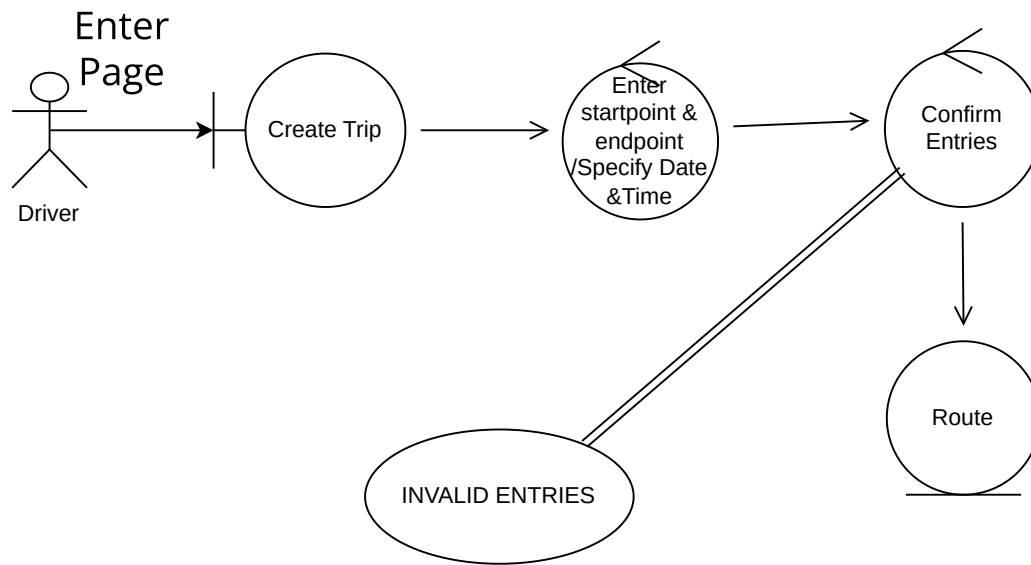 Enter
Page
Driver
Create Trip
Enter
startpoint &
endpoint
/Specify Date
&Time
Confirm
Entries
Route
INVALID ENTRIES